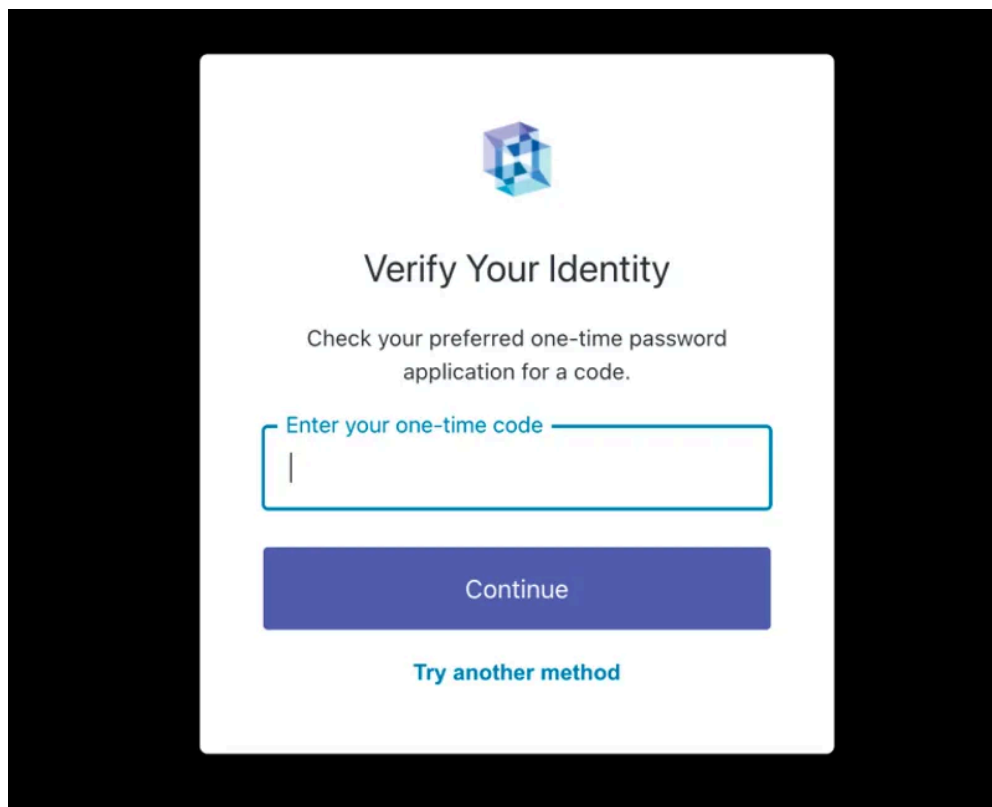 Verify Your Identity
Check your preferred one-time password
application for a code.
Enter your one-time code
Continue
Try another method